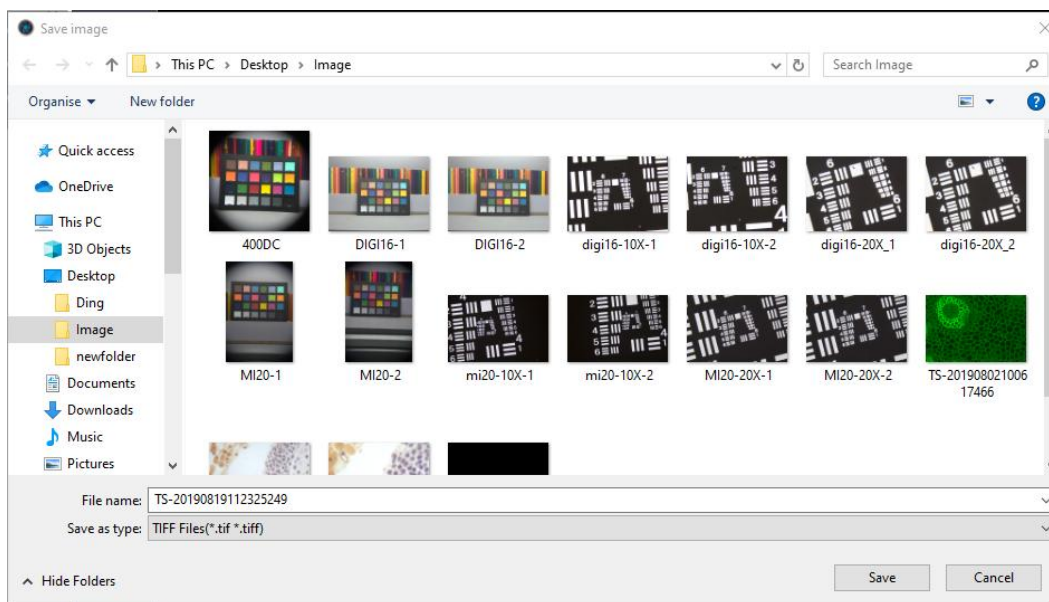 Save image
This PC > Desktop > Image
Search Image
Organise
New folder
Quick access
OneDrive
This PC
3D Objects
Desktop
Ding
Image
newfolder
Documents
Downloads
Music
Pictures
400DC
DIGI16-1
DIGI16-2
digi16-10X-1
digi16-10X-2
digi16-20X_1
digi16-20X_2
MI20-1
MI20-2
mi20-10X-1
mi20-10X-2
MI20-20X-1
MI20-20X-2
TS-201908021006
17466
File name: TS-20190819112325249
Save as type: TIFF Files(*.tif *.tiff)
Hide Folders
Save
Cancel